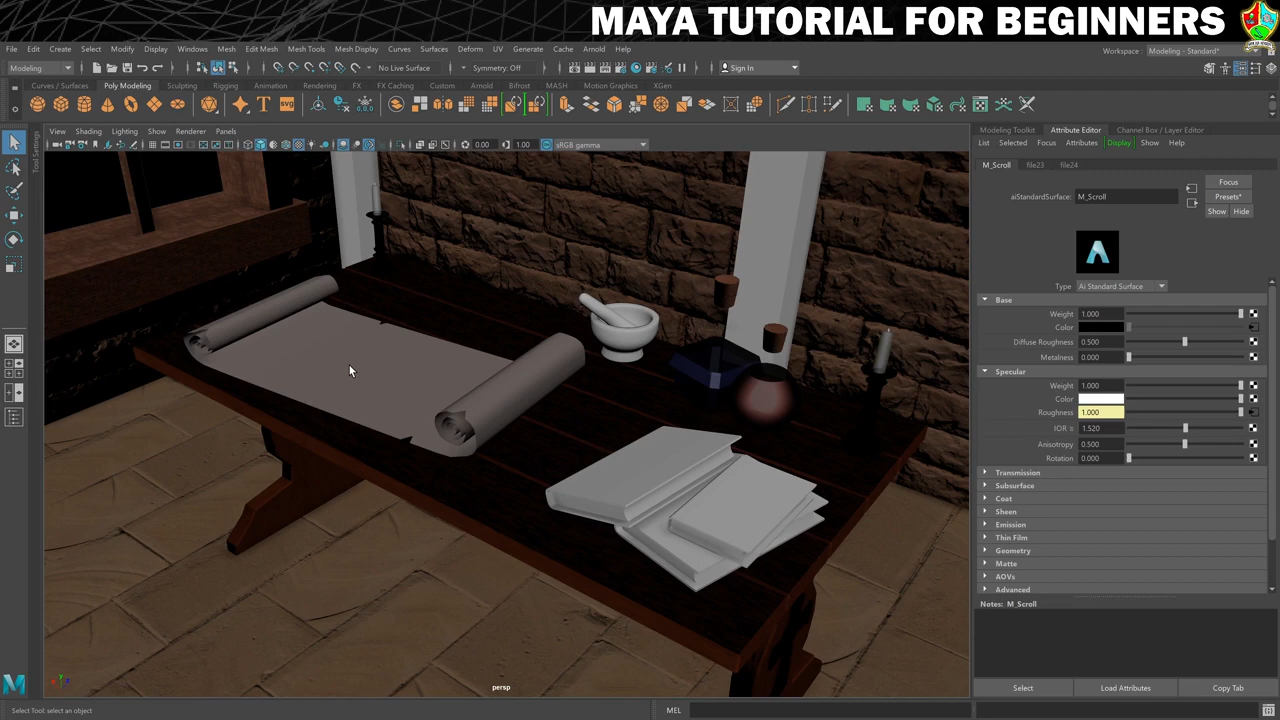 MAYA TUTORIAL FOR BEGINNERS
File Edit Create Select Modify Display Windows Mesh Edit Mesh Mesh Tools Mesh Display Curves Surfaces Deform UV Generate Cache Arnold Help
Workspace : Modeling - Standard*
Modeling No Live Surface Symmetry: Off Sign In
Curves / Surfaces Poly Modeling Sculpting Rigging Animation Rendering FX FX Caching Custom Arnold Bifrost MASH Motion Graphics XGen
Tool Settings
View Shading Lighting Show Renderer Panels
0.00 1.00 sRGB gamma
Modeling Toolkit Attribute Editor Channel Box / Layer Editor
List Selected Focus Attributes Display Show Help
M_Scroll file23 file24
aiStandardSurface: M_Scroll
Focus
Presets*
Show Hide
Type Ai Standard Surface
Base
Weight 1.000
Color
Diffuse Roughness 0.500
Metalness 0.000
Specular
Weight 1.000
Color
Roughness 1.000
IOR 1.520
Anisotropy 0.500
Rotation 0.000
Transmission
Subsurface
Coat
Sheen
Emission
Thin Film
Geometry
Matte
AOVs
Advanced
Notes: M_Scroll
Select Load Attributes Copy Tab
persp
Select Tool: select an object
MEL